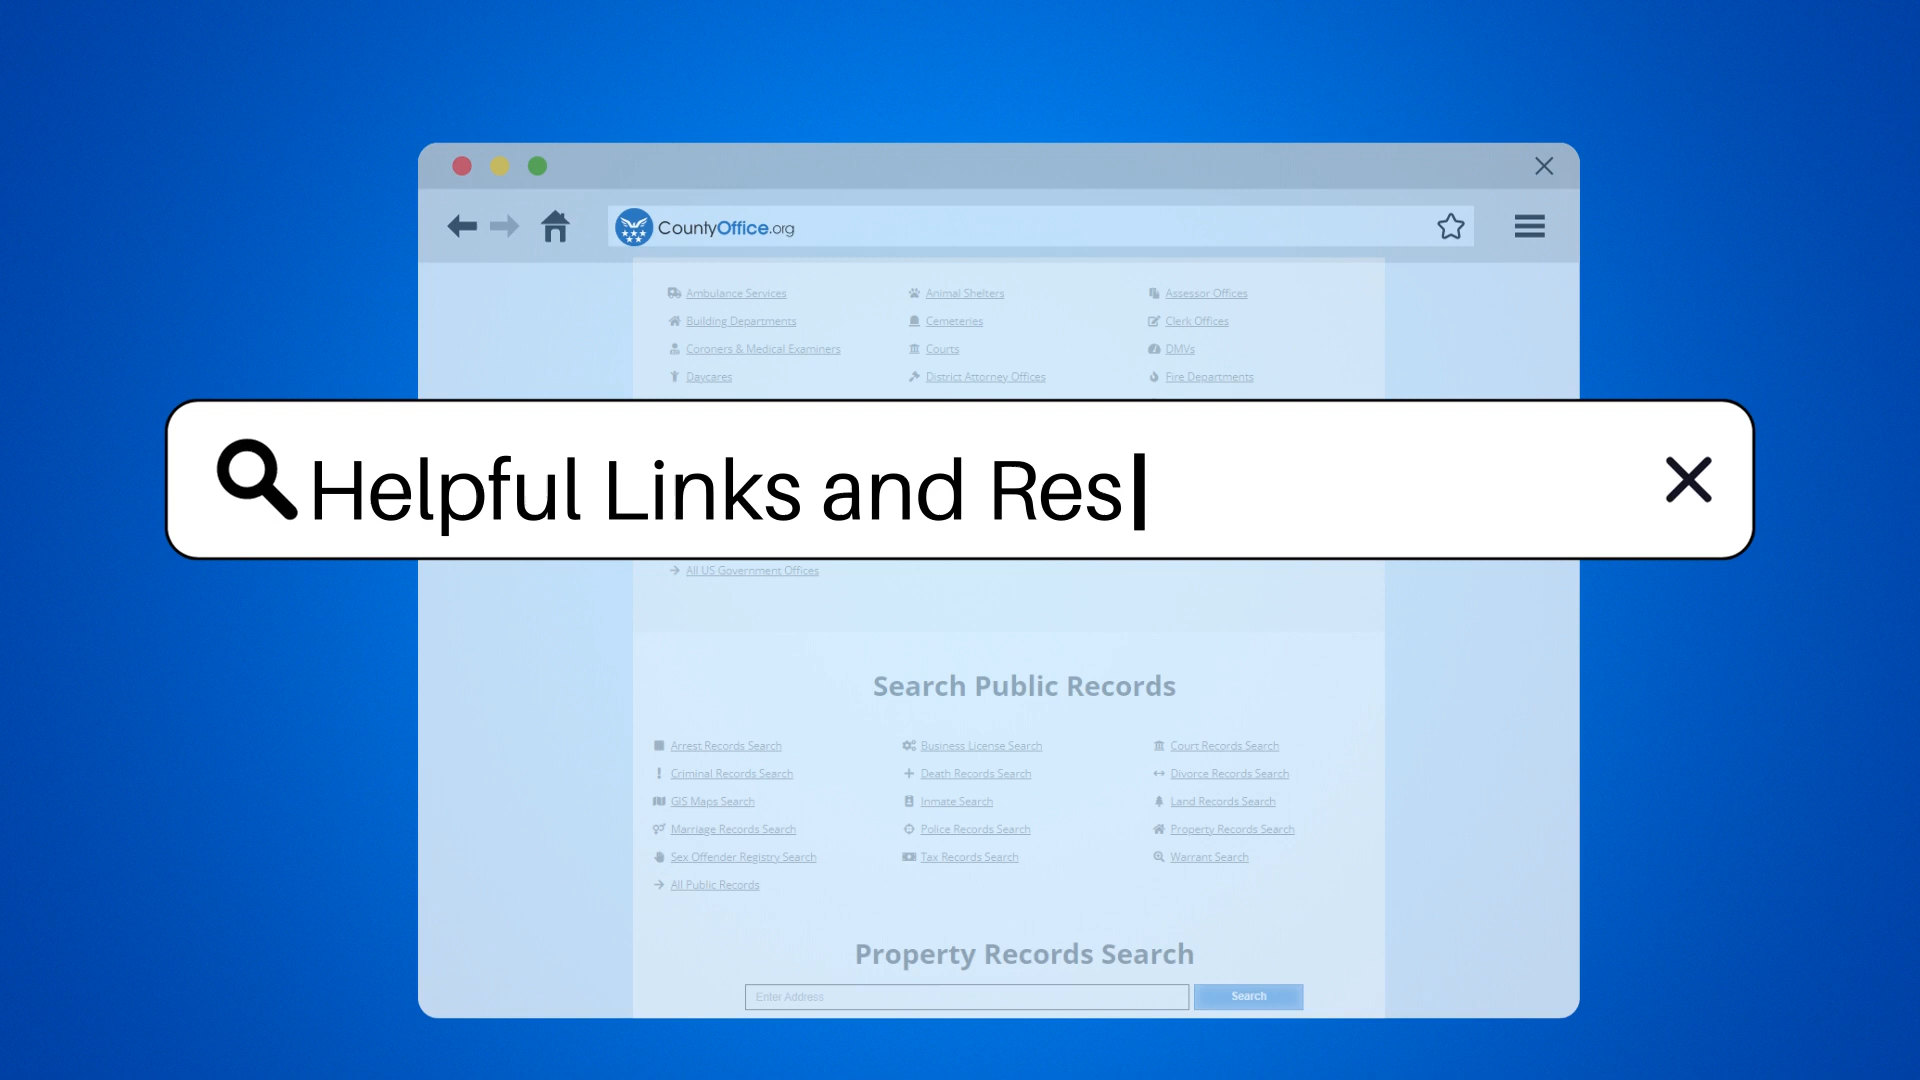 CountyOffice.org
Ambulance Services Animal Shelters Assessor Offices
Building Departments Cemeteries Clerk Offices
Coroners & Medical Examiners Courts DMVs
Daycares District Attorney Offices Fire Departments
Helpful Links and Res
All US Government Offices
Search Public Records
Arrest Records Search Business License Search Court Records Search
Criminal Records Search Death Records Search Divorce Records Search
GIS Maps Search Inmate Search Land Records Search
Marriage Records Search Police Records Search Property Records Search
Sex Offender Registry Search Tax Records Search Warrant Search
All Public Records
Property Records Search
Enter Address Search